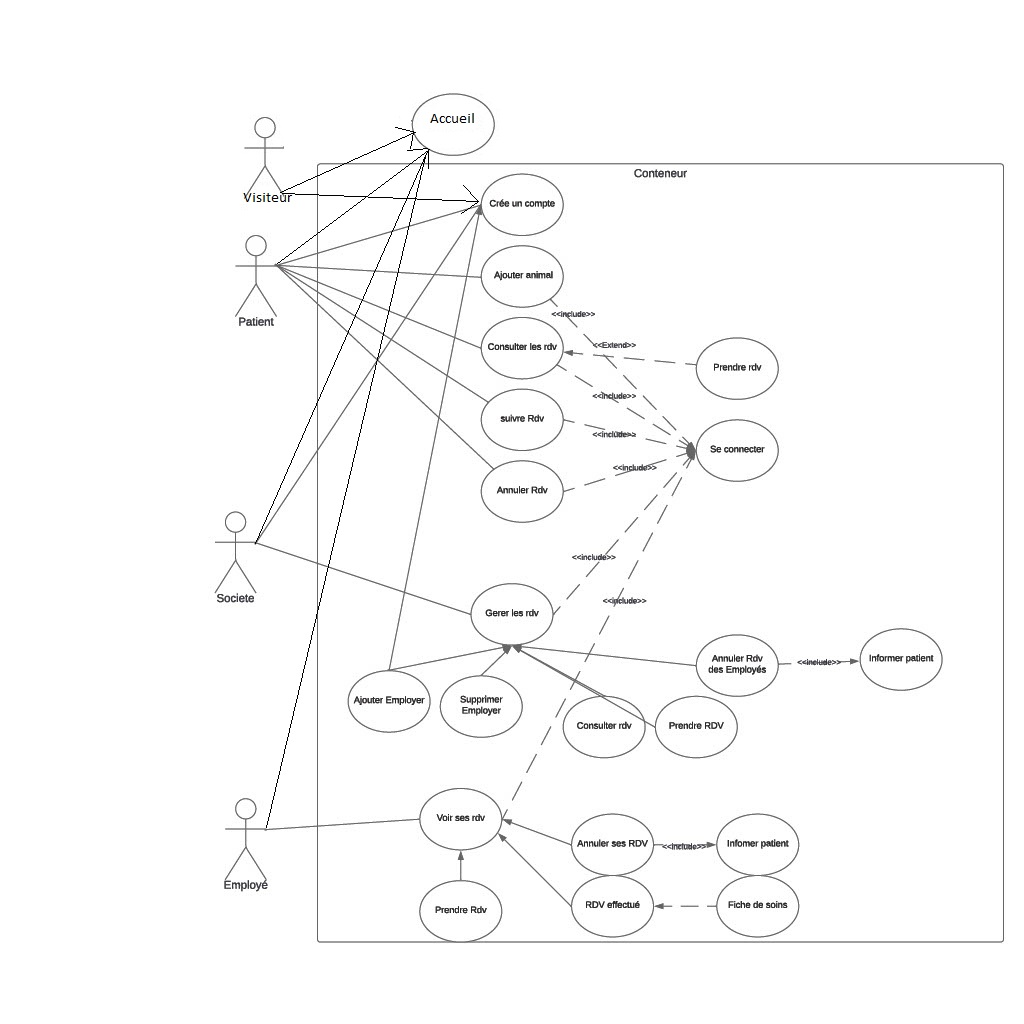 Accueil
Visiteur
Conteneur
Crée un compte
Patient
Ajouter animal
<<include>>
Consulter les rdv
<<Extend>>
Prendre rdv
<<include>>
suivre Rdv
<<include>>
Se connecter
<<include>>
Annuler Rdv
Societe
<<include>>
<<include>>
Gerer les rdv
Annuler Rdv
des Employés
<<include>>
Informer patient
Ajouter Employer
Supprimer
Employer
Consulter rdv
Prendre RDV
Employé
Voir ses rdv
Annuler ses RDV
<<include>>
Infomer patient
Prendre Rdv
RDV effectué
Fiche de soins